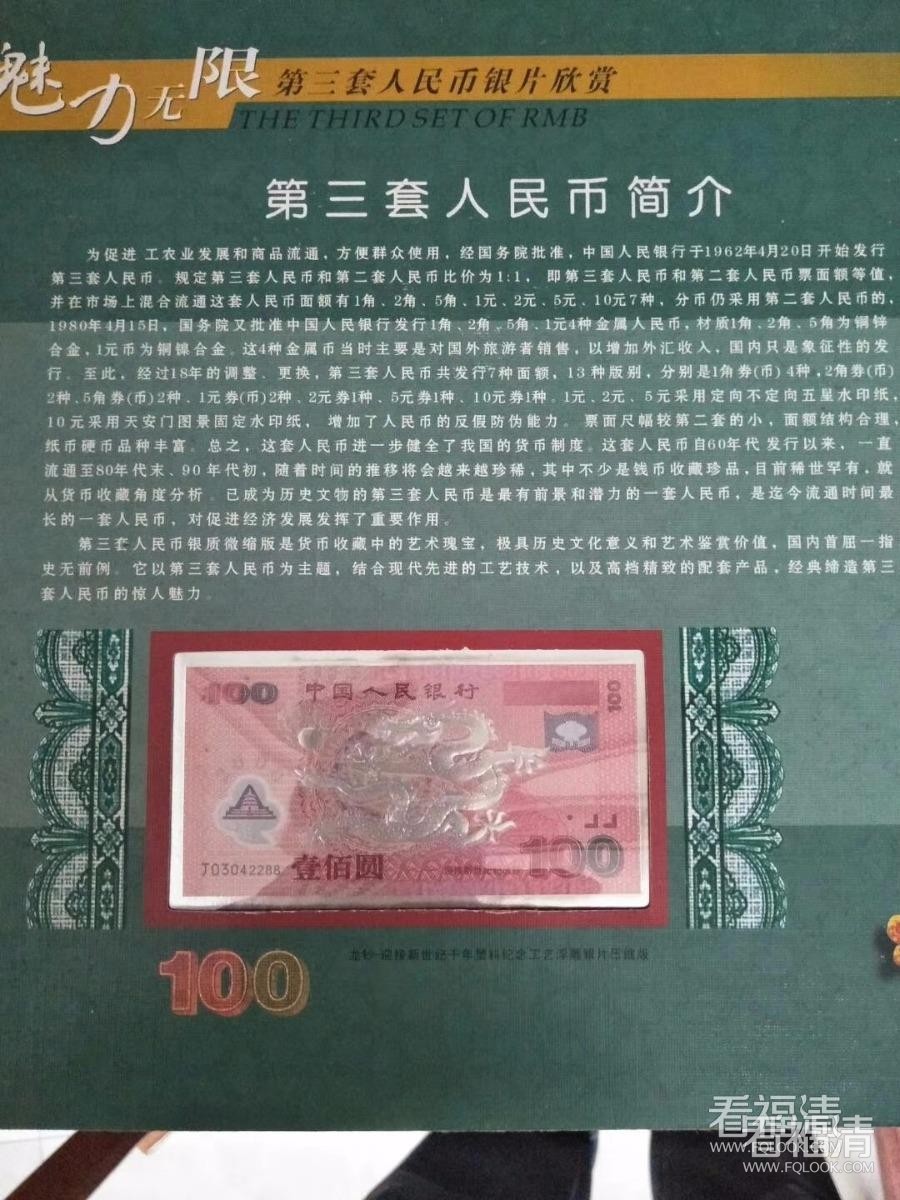 魅力无限 第三套人民币银片欣赏
THE THIRD SET OF RMB
第三套人民币简介
为促进 工农业发展和商品流通，方便群众使用，经国务院批准，中国人民银行于1962年4月20日开始发行
第三套人民币。规定第三套人民币和第二套人民币比价为1:1，即第三套人民币和第二套人民币票面额等值，
并在市场上混合流通这套人民币面额有1角、2角、5角、1元、2元、5元、10元7种，分币仍采用第二套人民币的，
1980年4月15日，国务院又批准中国人民银行发行1角、2角、5角、1元4种金属人民币，材质1角、2角、5角为铜锌
合金，1元币为铜镍合金。这4种金属币当时主要是对国外旅游者销售，以增加外汇收入，国内只是象征性的发
行。至此，经过18年的调整、更换，第三套人民币共发行7种面额，13种版别，分别是1角券(币)4种，2角券(币)
2种、5角券(币)2种、1元券(币)2种、2元券1种、5元券1种、10元券1种。1元、2元、5元采用定向不定向五星水印纸，
10元采用天安门图景固定水印纸， 增加了人民币的反假防伪能力。票面尺幅较第二套的小，面额结构合理，
纸币硬币品种丰富。总之，这套人民币进一步健全了我国的货币制度。这套人民币自60年代发行以来，一直
流通至80年代末、90年代初，随着时间的推移将会越来越珍稀，其中不少是钱币收藏珍品，目前稀世罕有，就
从货币收藏角度分析。已成为历史文物的第三套人民币是最有前景和潜力的一套人民币，是迄今流通时间最
长的一套人民币，对促进经济发展发挥了重要作用。
第三套人民币银质微缩版是货币收藏中的艺术瑰宝，极具历史文化意义和艺术鉴赏价值，国内首屈一指
史无前例。它以第三套人民币为主题，结合现代先进的工艺技术，以及高档精致的配套产品，经典缔造第三
套人民币的惊人魅力。
100 中国人民银行 100
J03042288 壹佰圆 100
100 龙钞-迎接新世纪千年塑料纪念工艺浮雕银片压缩版
看福清
WWW.FQLOOK.COM
看福清
WWW.FQLOOK.COM